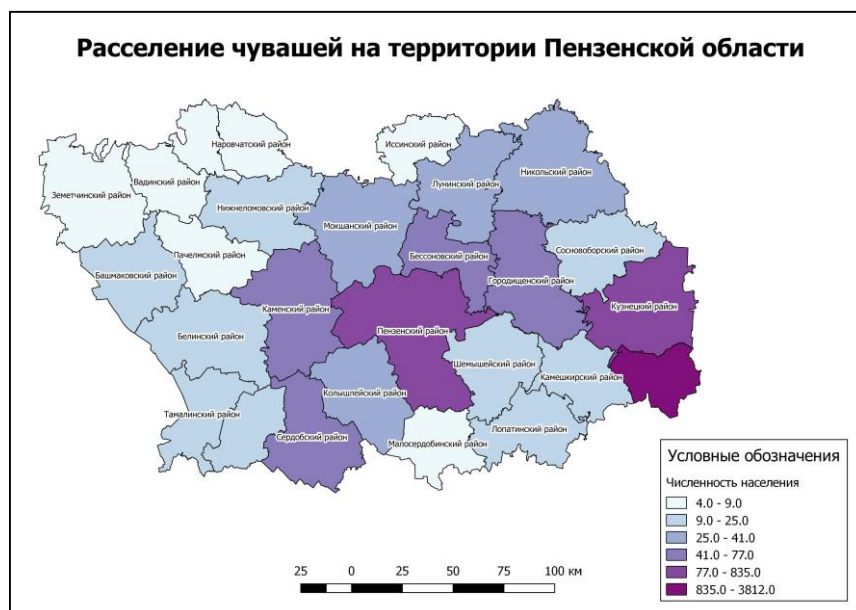 Расселение чувашей на территории Пензенской области
Наровчатский район
Иссинский район
Вадинский район
Земетчинский район
Никольский район
Лунинский район
Нижнеломовский район
Мокшанский район
Пачелмский район
Сосновоборский район
Бессоновский район
Башмаковский район
Городищенский район
Каменский район
Кузнецкий район
Пензенский район
Белинский район
Шемышейский район
Камешкирский район
Колышлейский район
Тамалинский район
Лопатинский район
Сердобский район
Малосердобинский район
Условные обозначения
Численность населения
4.0 - 9.0
9.0 - 25.0
25.0 - 41.0
41.0 - 77.0
77.0 - 835.0
835.0 - 3812.0
25 0 25 50 75 100 км